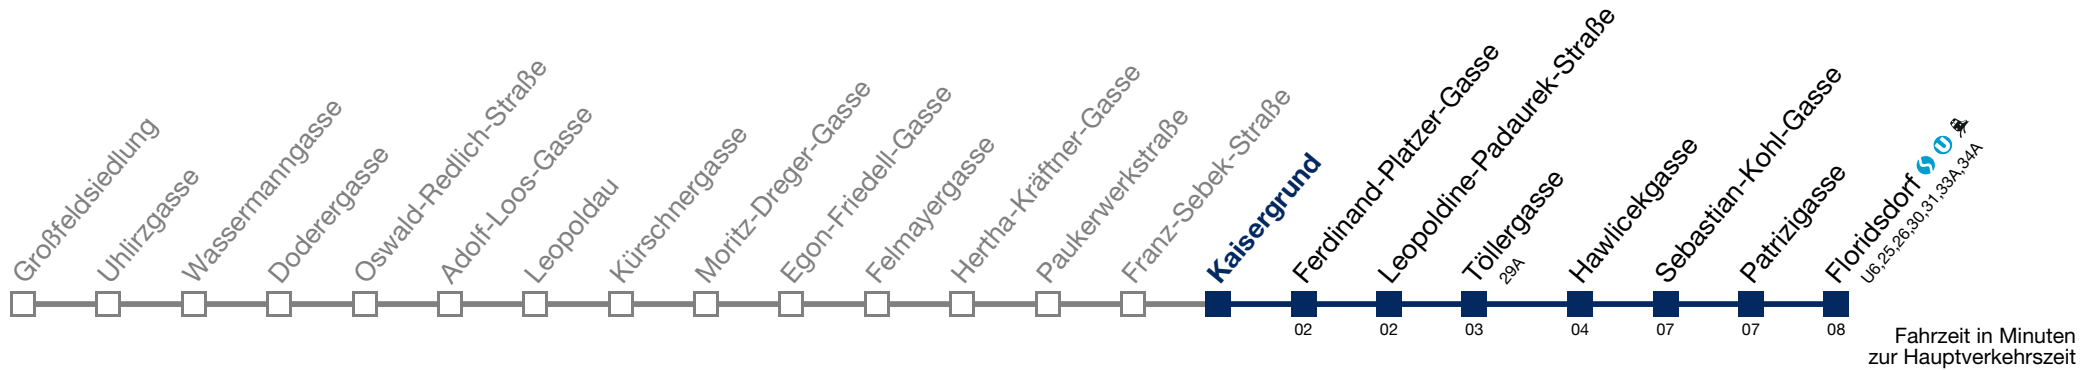 Großfeldsiedlung
Uhlirzgasse
Wassermanngasse
Doderergasse
Oswald-Redlich-Straße
Adolf-Loos-Gasse
Leopoldau
Kürschnergasse
Moritz-Dreger-Gasse
Egon-Friedell-Gasse
Felmayergasse
Hertha-Kräftner-Gasse
Paukerwerkstraße
Franz-Sebek-Straße
Kaisergrund
Ferdinand-Platzer-Gasse
02
Leopoldine-Padaurek-Straße
02
Töllergasse
29A
03
Hawlicekgasse
04
Sebastian-Kohl-Gasse
07
Patrizigasse
07
Floridsdorf S U
U6,25,26,30,31,33A,34A
08
Fahrzeit in Minuten
zur Hauptverkehrszeit